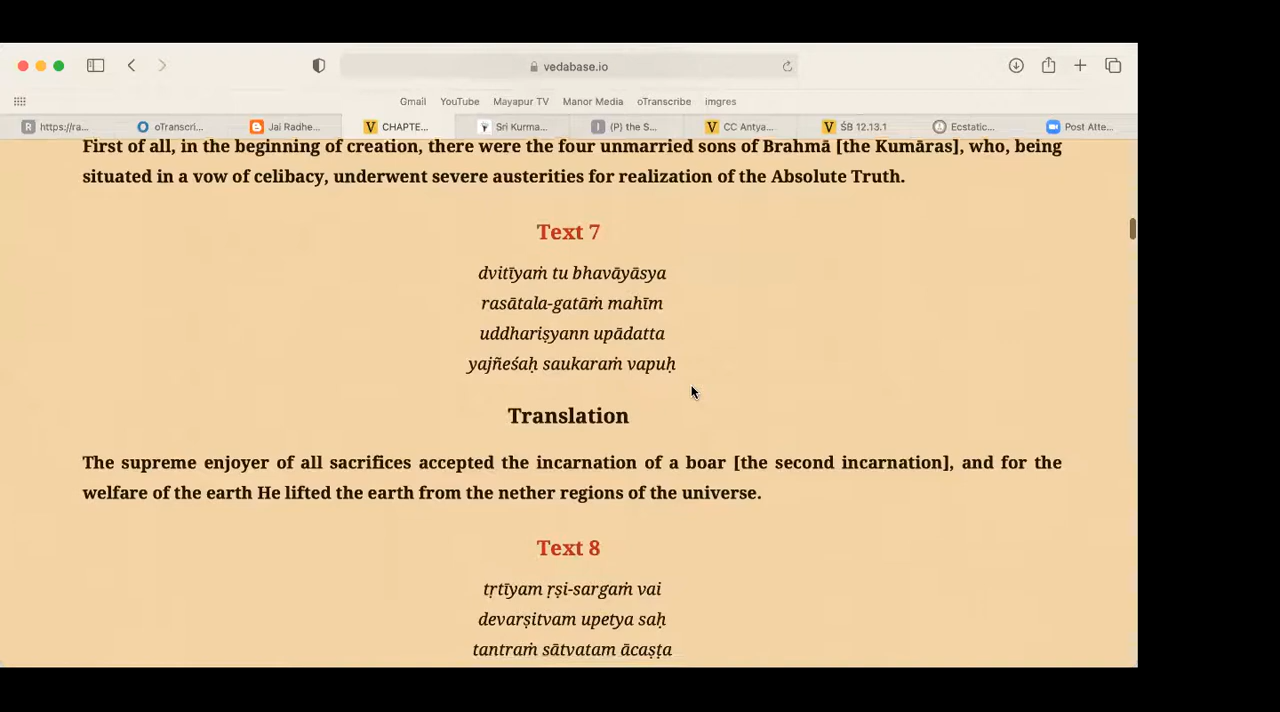 vedabase.io
Gmail YouTube Mayapur TV Manor Media oTranscribe imgres
https://ra... oTranscri... Jai Radhe... CHAPTE... Sri Kurma... (P) the S... CC Antya... ŚB 12.13.1 Ecstatic... Post Atte...
First of all, in the beginning of creation, there were the four unmarried sons of Brahmā [the Kumāras], who, being
situated in a vow of celibacy, underwent severe austerities for realization of the Absolute Truth.
Text 7
dvitīyaṁ tu bhavāyāsya
rasātala-gatāṁ mahīm
uddhariṣyann upādatta
yajñeśaḥ saukaraṁ vapuḥ
Translation
The supreme enjoyer of all sacrifices accepted the incarnation of a boar [the second incarnation], and for the
welfare of the earth He lifted the earth from the nether regions of the universe.
Text 8
tṛtīyam ṛṣi-sargaṁ vai
devarṣitvam upetya saḥ
tantraṁ sātvatam ācaṣṭa